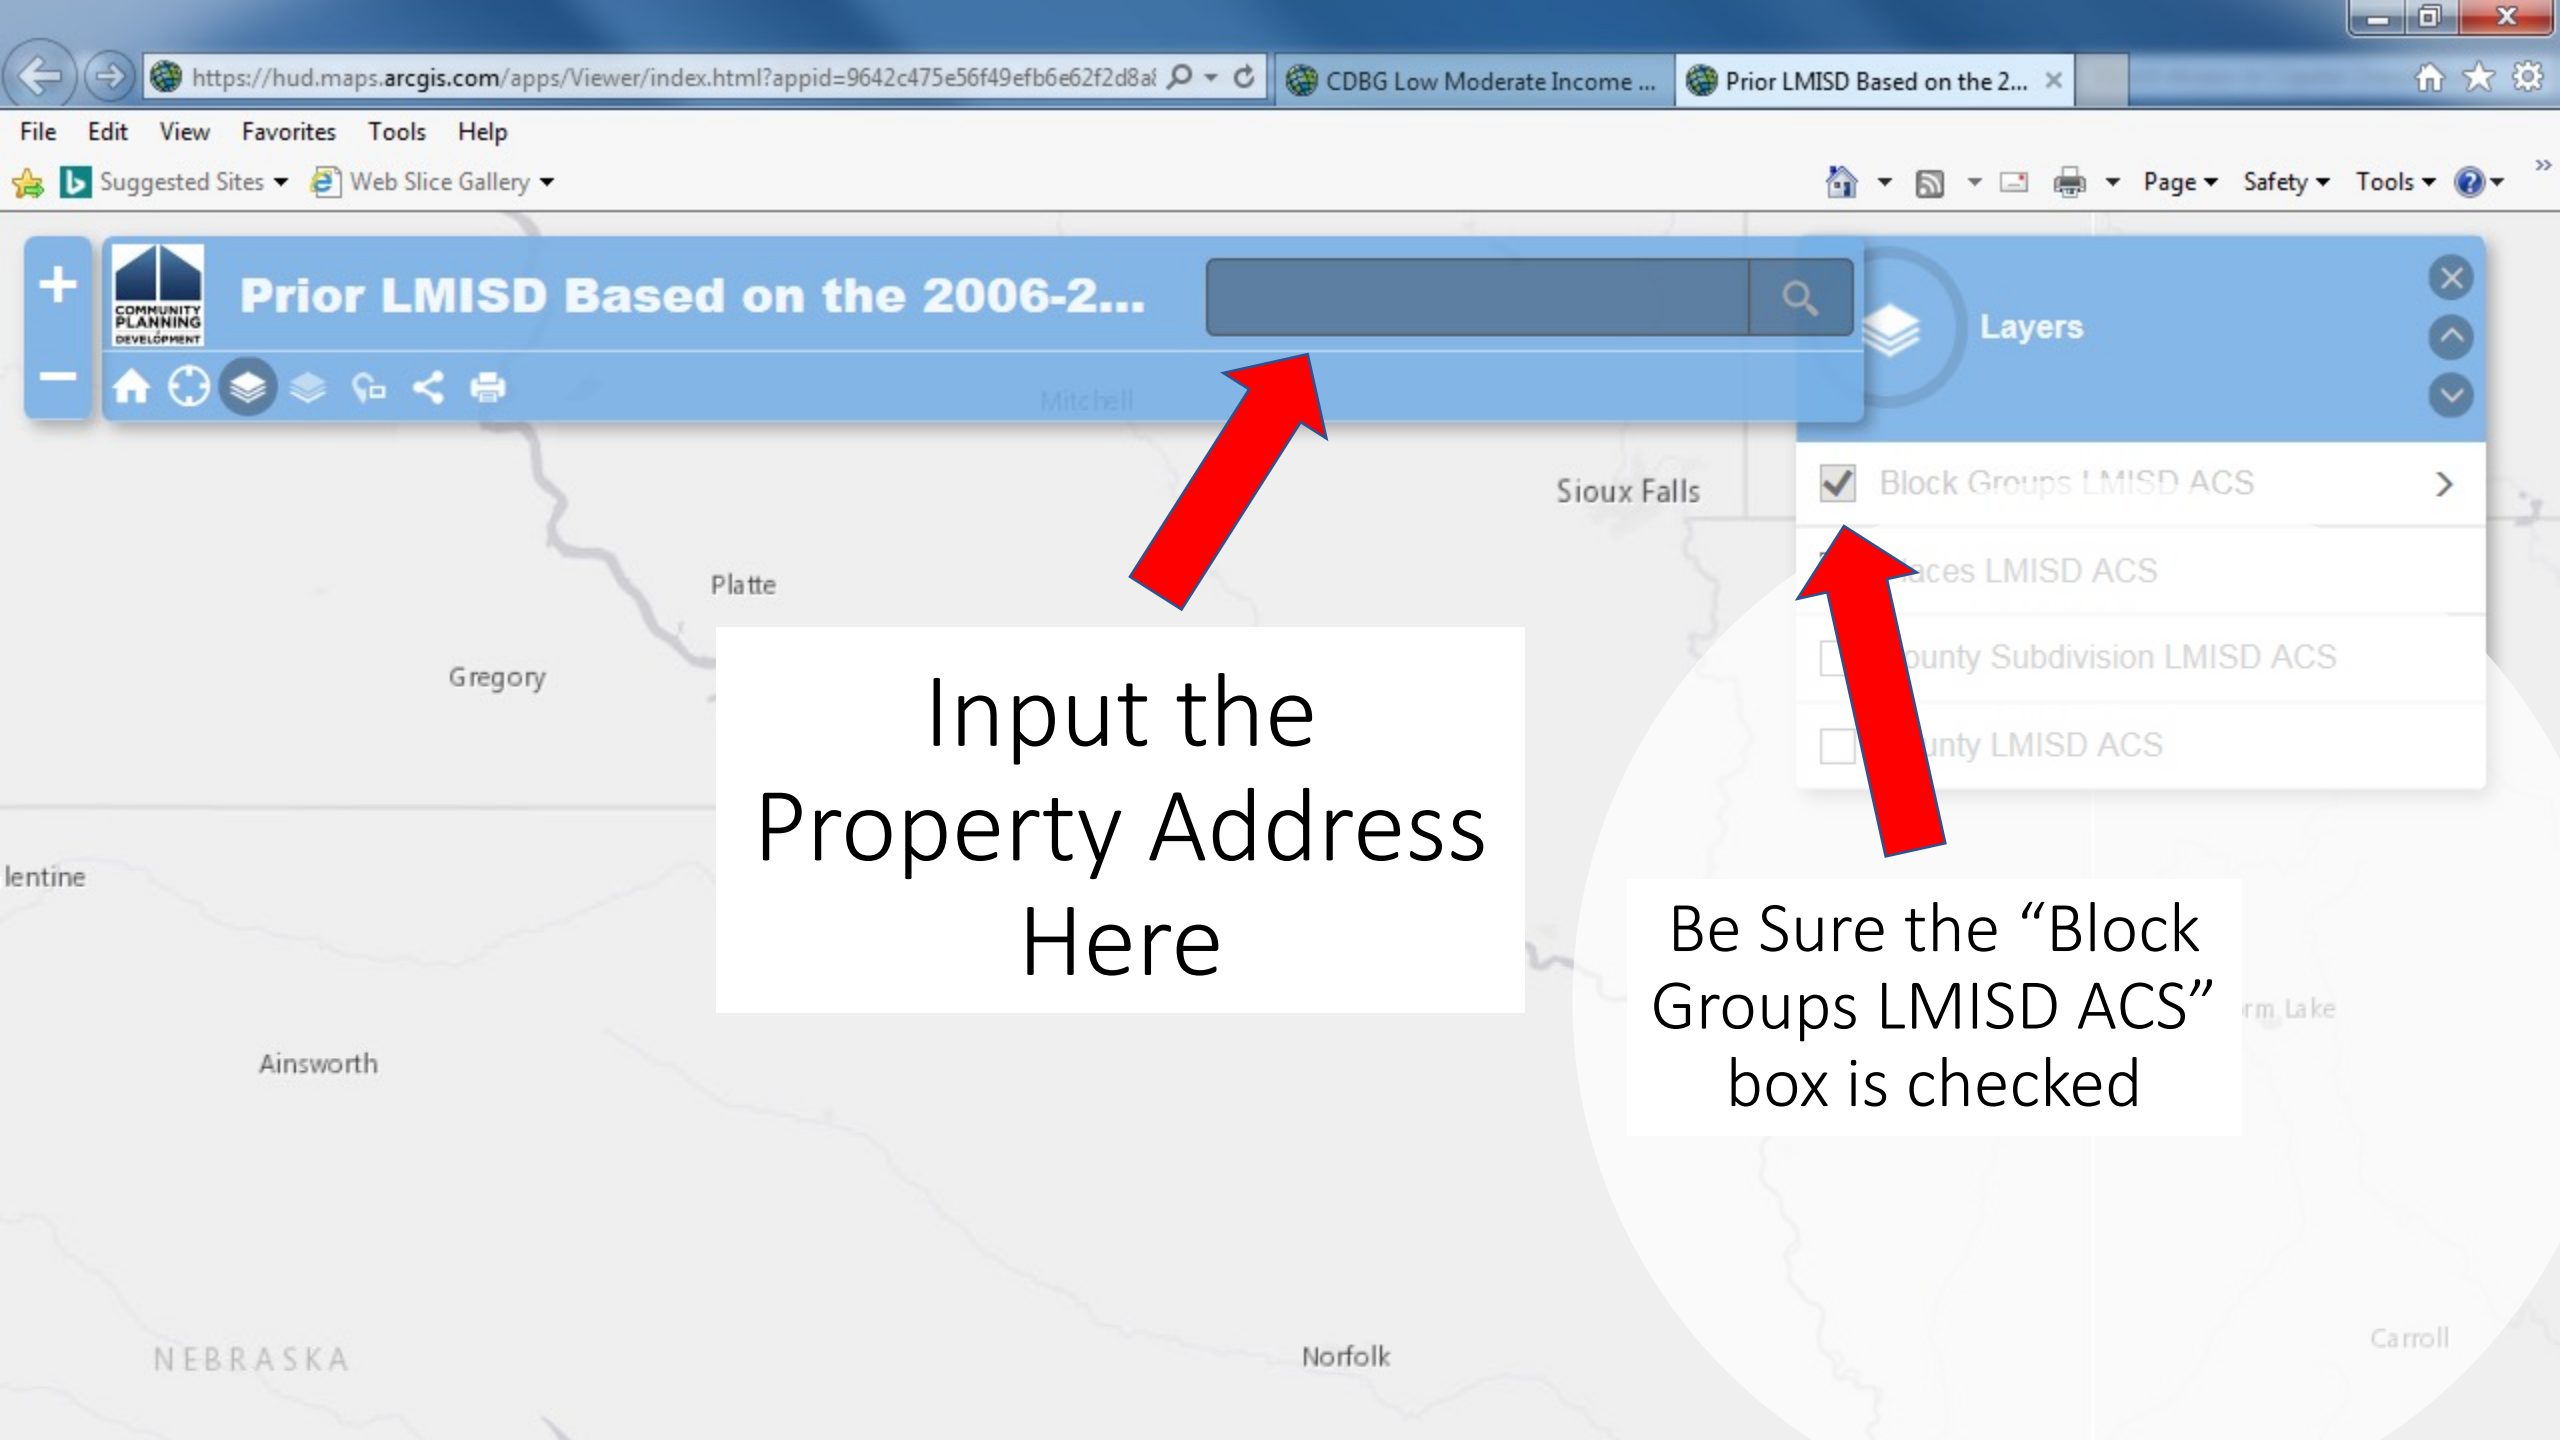 https://hud.maps.arcgis.com/apps/Viewer/index.html?appid=9642c475e56f49efb6e62f2d8a8
CDBG Low Moderate Income ...
Prior LMISD Based on the 2...
File Edit View Favorites Tools Help
Suggested Sites
Web Slice Gallery
Page Safety Tools
COMMUNITY
PLANNING
DEVELOPMENT
Prior LMISD Based on the 2006-2...
Layers
Mitchell
Sioux Falls
Block Groups LMISD ACS
aces LMISD ACS
ounty Subdivision LMISD ACS
unty LMISD ACS
Platte
Gregory
Input the
Property Address
Here
lentine
Be Sure the “Block
Groups LMISD ACS”
box is checked
rm Lake
Ainsworth
NEBRASKA
Norfolk
Carroll